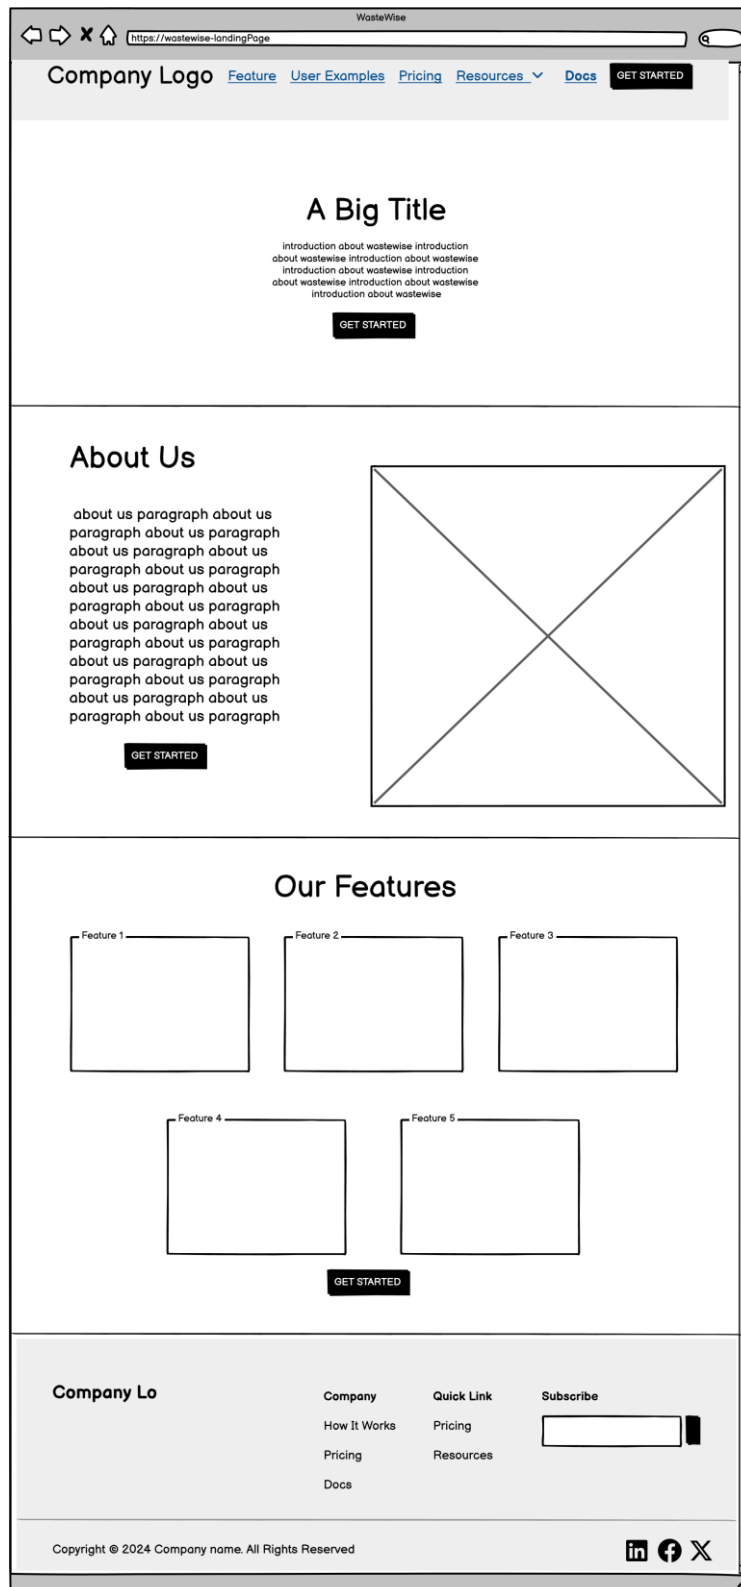 WasteWise
https://wastewise-landingPage
Company Logo Feature User Examples Pricing Resources Docs GET STARTED
A Big Title
introduction about wastewise introduction
about wastewise introduction about wastewise
introduction about wastewise introduction
about wastewise introduction about wastewise
introduction about wastewise
GET STARTED
About Us
about us paragraph about us
paragraph about us paragraph
about us paragraph about us
paragraph about us paragraph
about us paragraph about us
paragraph about us paragraph
about us paragraph about us
paragraph about us paragraph
about us paragraph about us
paragraph about us paragraph
about us paragraph about us
paragraph about us paragraph
GET STARTED
Our Features
Feature 1 Feature 2 Feature 3
Feature 4 Feature 5
GET STARTED
Company Lo
Company Quick Link Subscribe
How It Works Pricing
Pricing Resources
Docs
Copyright © 2024 Company name. All Rights Reserved